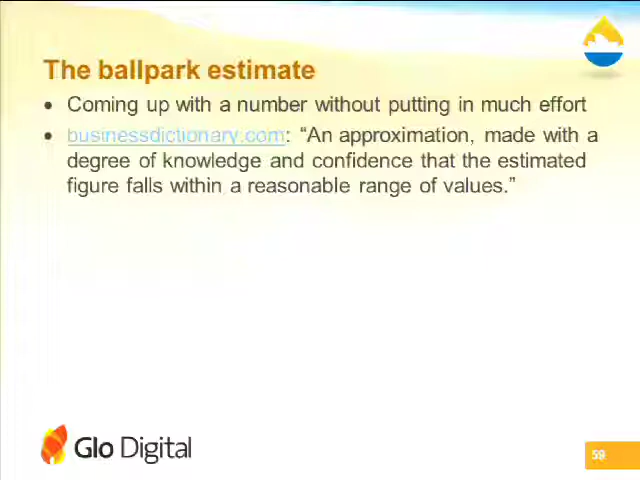 The ballpark estimate
• Coming up with a number without putting in much effort
• businessdictionary.com: “An approximation, made with a
degree of knowledge and confidence that the estimated
figure falls within a reasonable range of values.”
Glo Digital
59